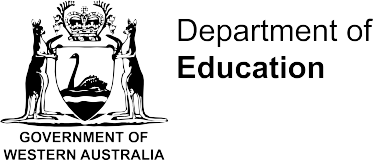 Department of
Education
GOVERNMENT OF
WESTERN AUSTRALIA